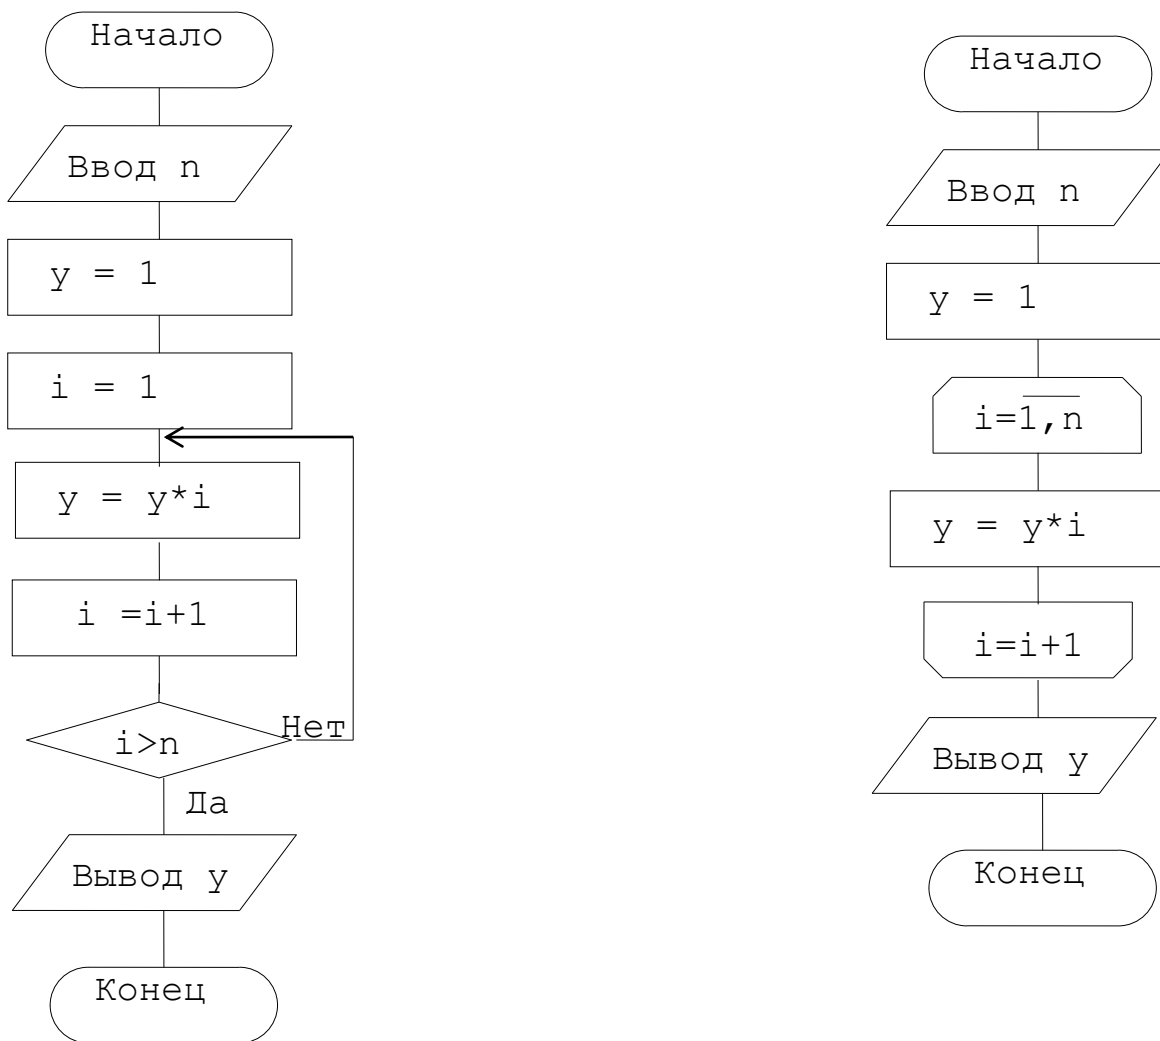 Начало
Ввод n
y = 1
i = 1
y = y*i
i =i+1
i>n
Нет
Да
Вывод y
Конец
Начало
Ввод n
y = 1
i=1,n
y = y*i
i=i+1
Вывод y
Конец